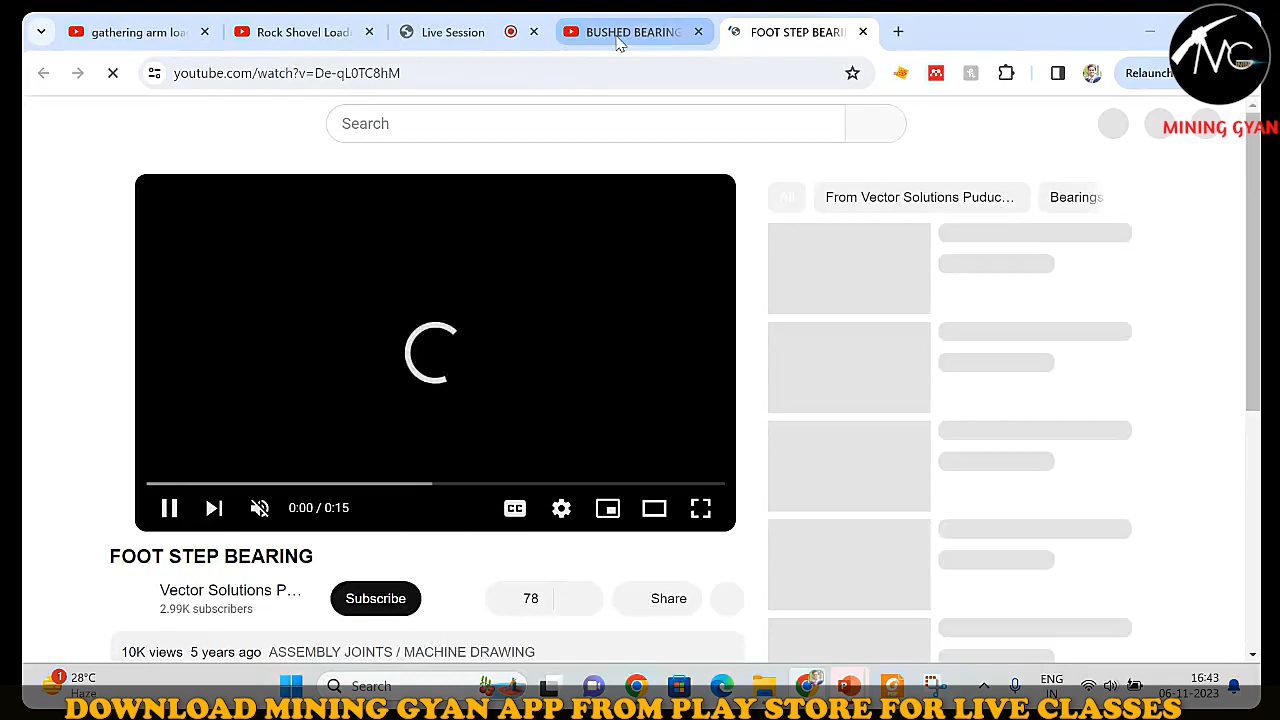 gathering arm loa
Rock Shovel Load
Live Session
BUSHED BEARING
FOOT STEP BEARI
youtube.com/watch?v=De-qL0TC8hM
Relaunch
MG
MINING GYAN
Search
All
From Vector Solutions Puduc...
Bearings
CC
0:00 / 0:15
FOOT STEP BEARING
Vector Solutions P...
2.99K subscribers
Subscribe
78
Share
10K views 5 years ago ASSEMBLY JOINTS / MACHINE DRAWING
1
28°C
Haze
Search
ENG
IN
16:43
06-11-2023
DOWNLOAD MINING GYAN APP FROM PLAY STORE FOR LIVE CLASSES